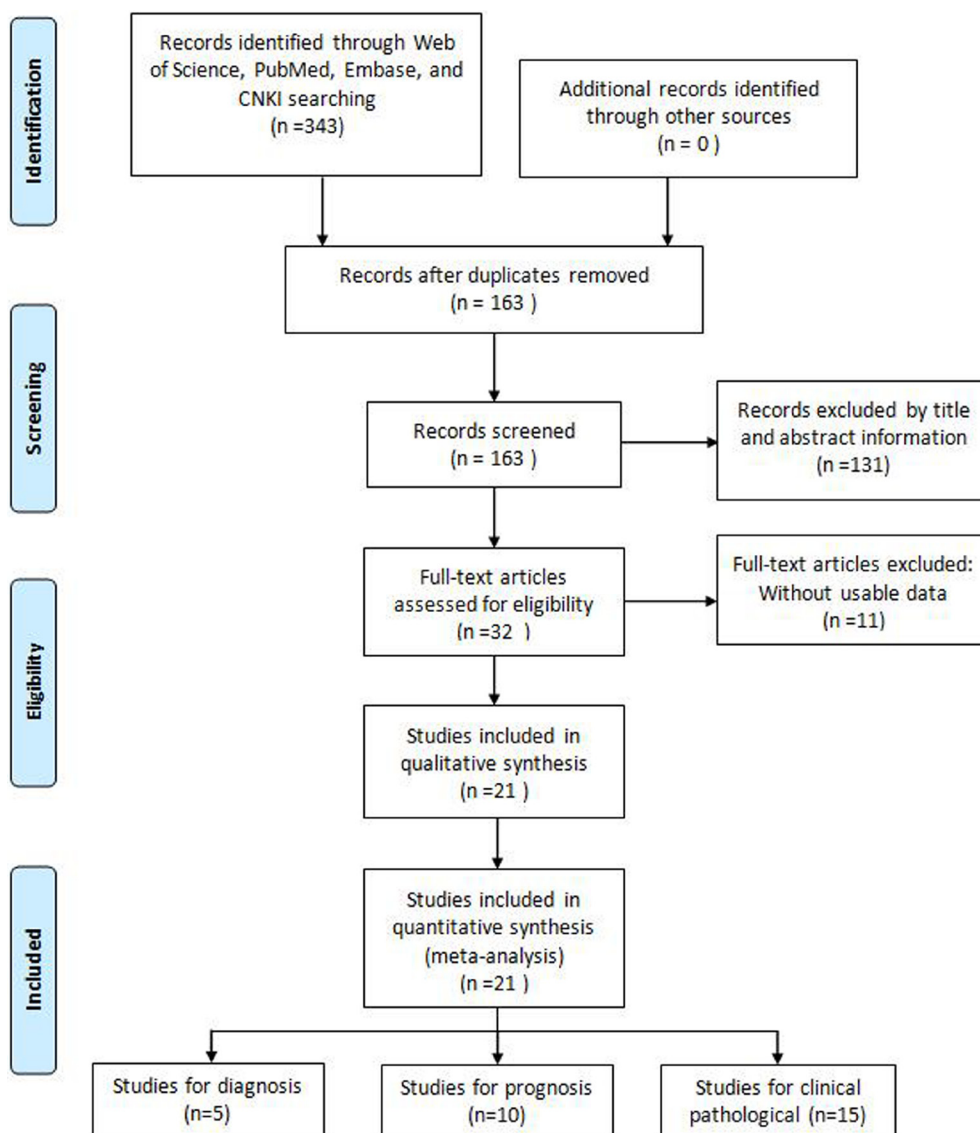 Identification
Records identified through Web
of Science, PubMed, Embase, and
CNKI searching
(n =343)
Additional records identified
through other sources
(n = 0 )
Records after duplicates removed
(n = 163 )
Screening
Records screened
(n = 163 )
Records excluded by title
and abstract information
(n =131)
Eligibility
Full-text articles
assessed for eligibility
(n =32 )
Full-text articles excluded:
Without usable data
(n =11)
Studies included in
qualitative synthesis
(n =21 )
Included
Studies included in
quantitative synthesis
(meta-analysis)
(n =21 )
Studies for diagnosis
(n=5)
Studies for prognosis
(n=10)
Studies for clinical
pathological (n=15)